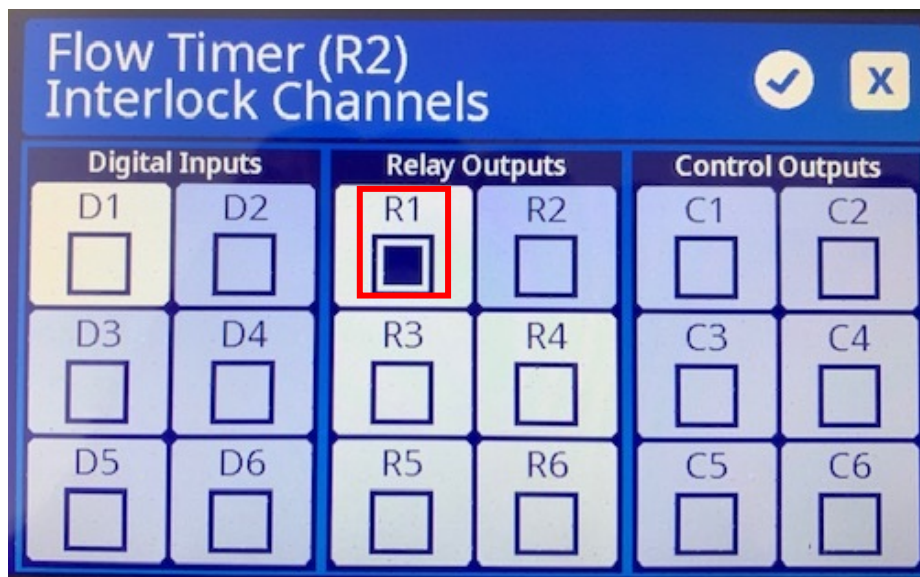 Flow Timer (R2)
Interlock Channels
X
Digital Inputs Relay Outputs Control Outputs
D1 D2 R1 R2 C1 C2
D3 D4 R3 R4 C3 C4
D5 D6 R5 R6 C5 C6